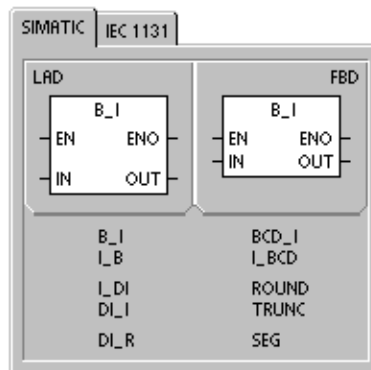 SIMATIC IEC 1131
LAD FBD
B_I B_I
EN ENO EN ENO
IN OUT IN OUT
B_I BCD_I
I_B I_BCD
I_DI ROUND
DI_I TRUNC
DI_R SEG